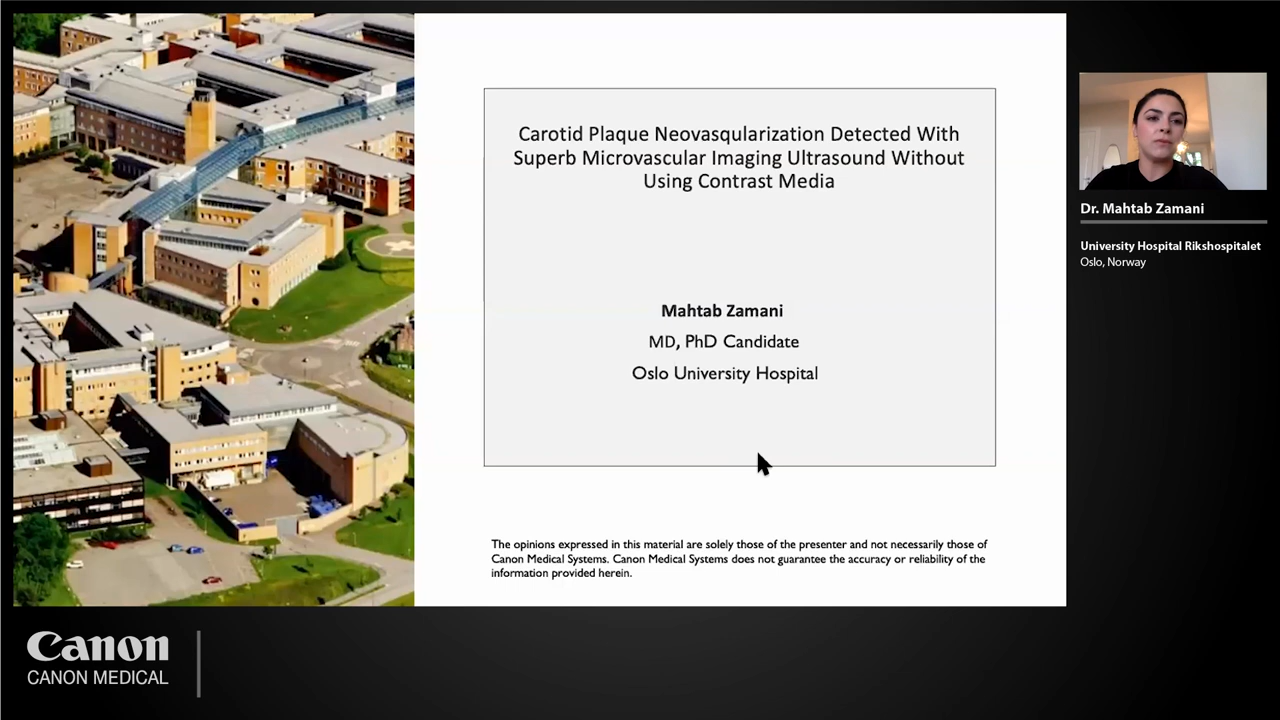 Carotid Plaque Neovasqularization Detected With
Superb Microvascular Imaging Ultrasound Without
Using Contrast Media
Mahtab Zamani
MD, PhD Candidate
Oslo University Hospital
The opinions expressed in this material are solely those of the presenter and not necessarily those of
Canon Medical Systems. Canon Medical Systems does not guarantee the accuracy or reliability of the
information provided herein.
Dr. Mahtab Zamani
University Hospital Rikshospitalet
Oslo, Norway
Canon
CANON MEDICAL